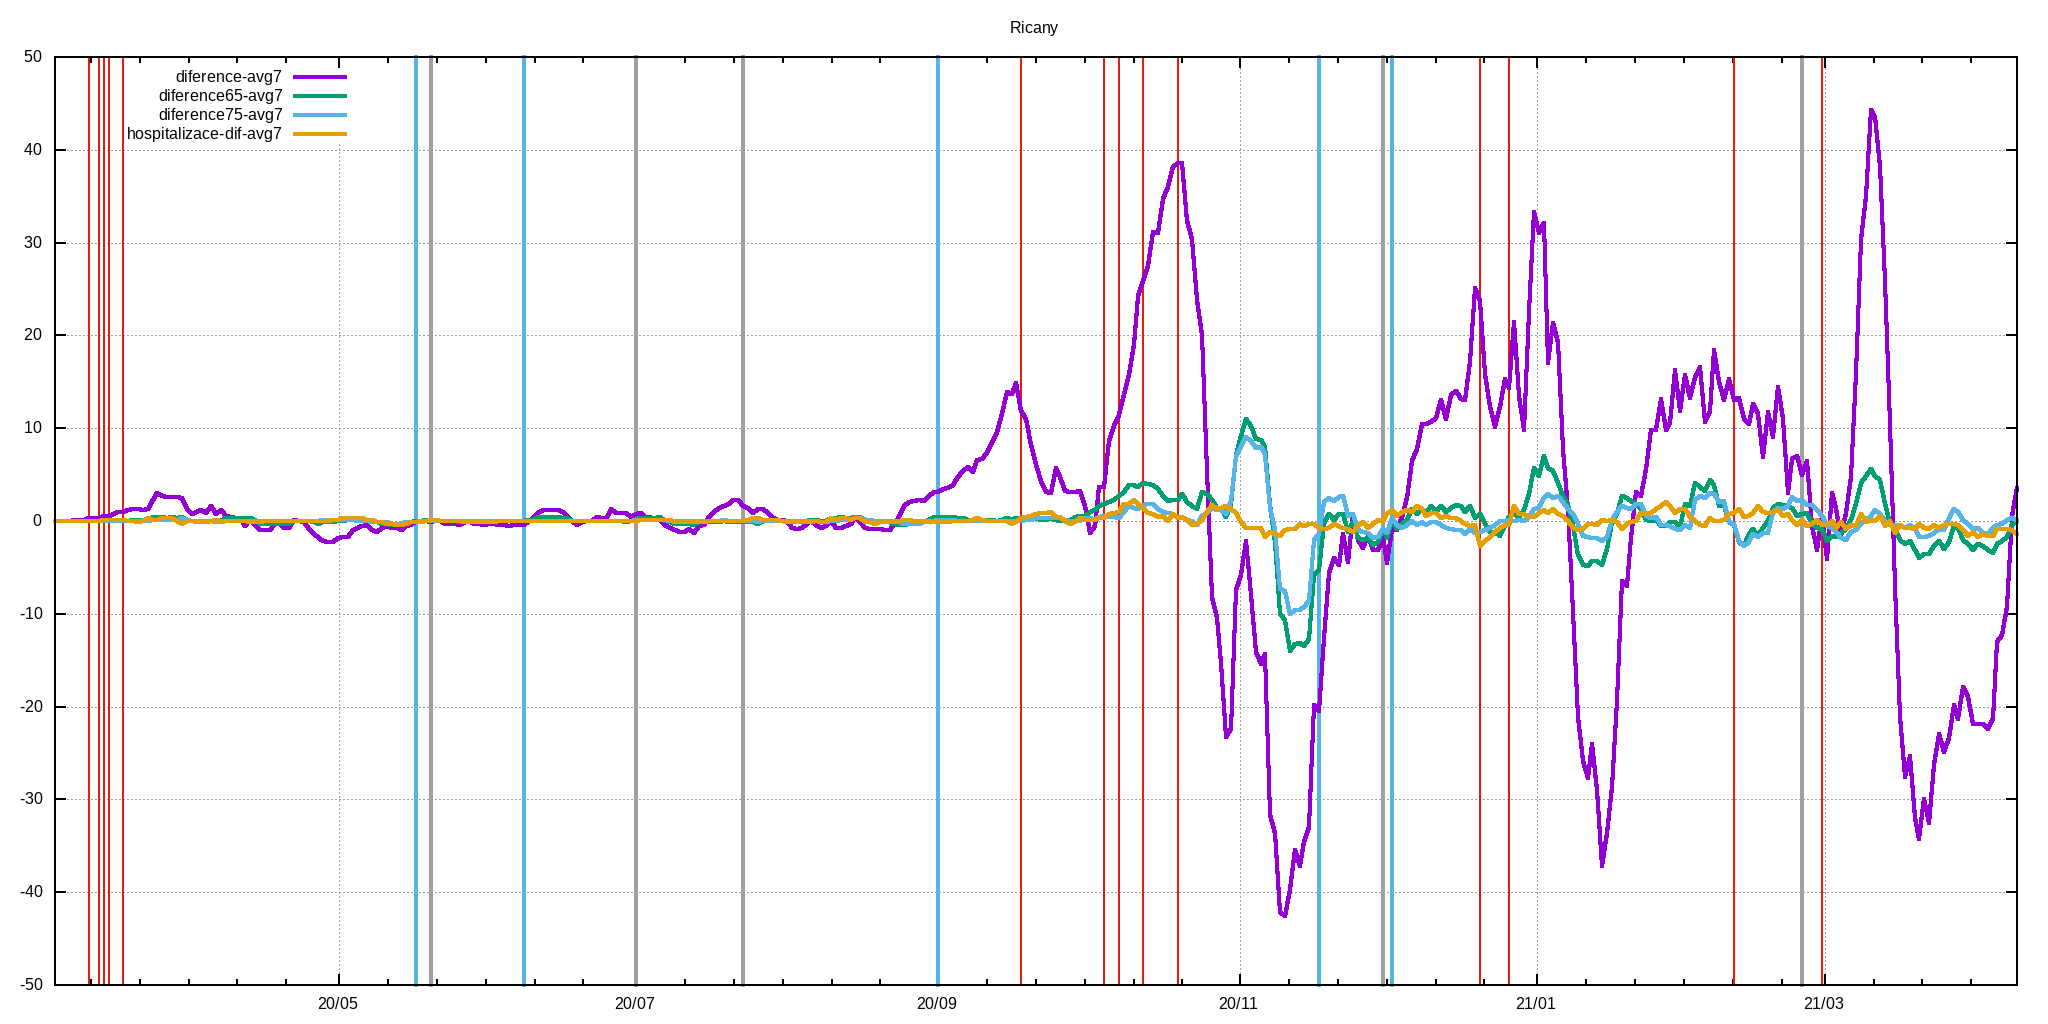 Ricany
50
diference-avg7
diference65-avg7
diference75-avg7
hospitalizace-dif-avg7
40
30
20
10
0
-10
-20
-30
-40
-50
20/05 20/07 20/09 20/11 21/01 21/03